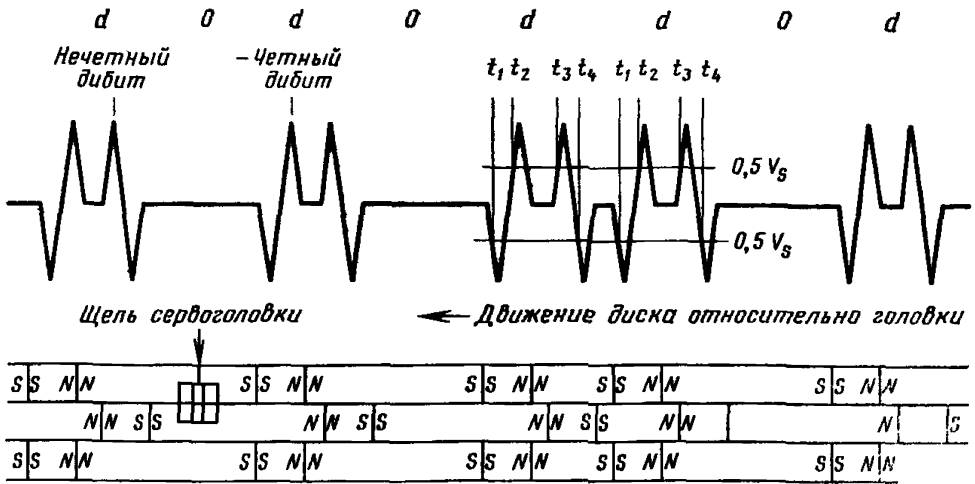 d 0 d 0 d d 0 d
Нечетный дибит
– Четный дибит
t1 t2 t3 t4 t1 t2 t3 t4
0,5 Vs
0,5 Vs
Щель сервоголовки
Движение диска относительно головки
S S N N S S N N S S N N S S N N S S N N
N N S S N N S S N N S S N N N S
S S N N S S N N S S N N S S N N S S N N